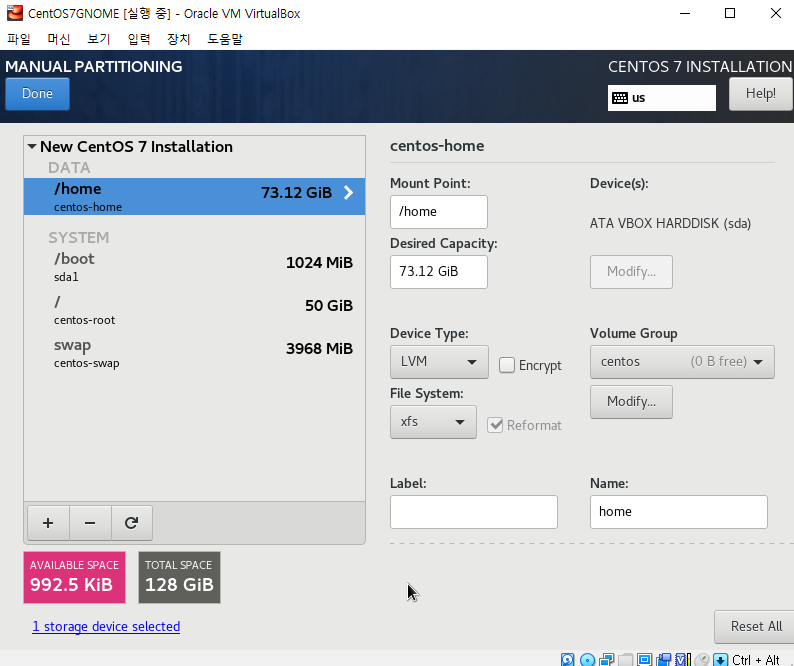 CentOS7GNOME [실행 중] - Oracle VM VirtualBox
파일 머신 보기 입력 장치 도움말
MANUAL PARTITIONING
CENTOS 7 INSTALLATION
Done
us
Help!
New CentOS 7 Installation
DATA
/home
73.12 GiB
centos-home
SYSTEM
/boot
1024 MiB
sda1
/
50 GiB
centos-root
swap
3968 MiB
centos-swap
+ −
AVAILABLE SPACE
992.5 KiB
TOTAL SPACE
128 GiB
1 storage device selected
centos-home
Mount Point:
/home
Device(s):
ATA VBOX HARDDISK (sda)
Desired Capacity:
73.12 GiB
Modify...
Device Type:
LVM
Encrypt
Volume Group
centos (0 B free)
File System:
xfs
Reformat
Modify...
Label:
Name:
home
Reset All
Ctrl + Alt